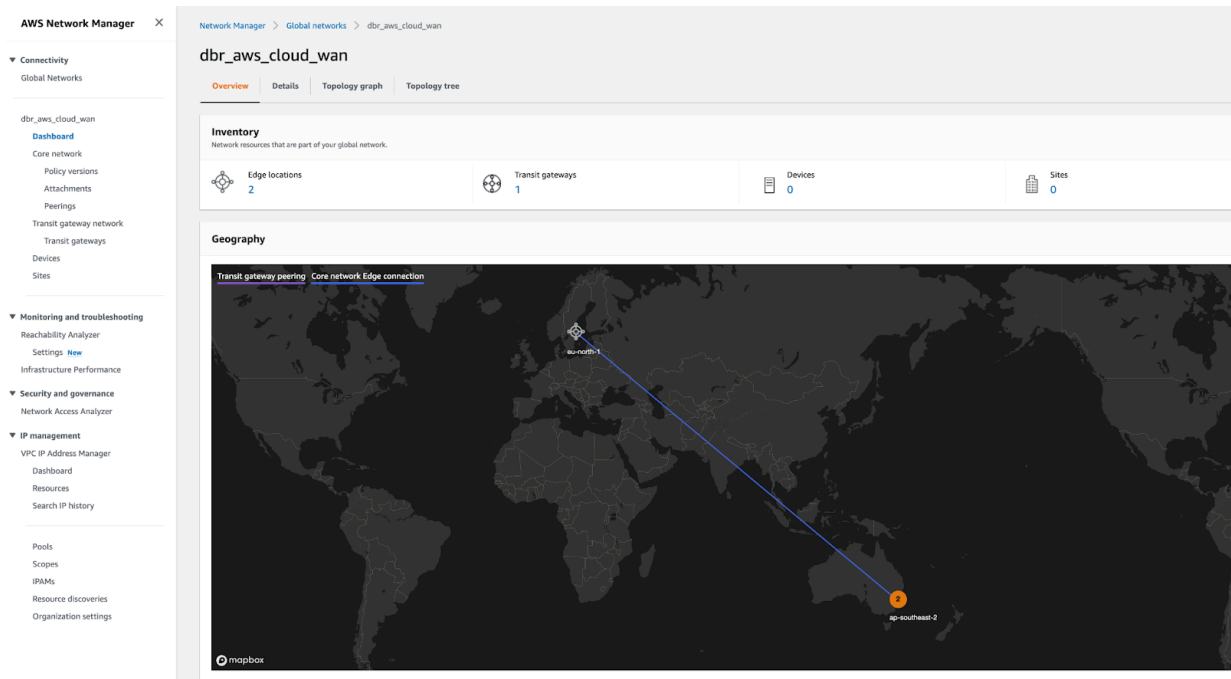 AWS Network Manager
Connectivity
Global Networks
dbr_aws_cloud_wan
Dashboard
Core network
Policy versions
Attachments
Peerings
Transit gateway network
Transit gateways
Devices
Sites
Monitoring and troubleshooting
Reachability Analyzer
Settings New
Infrastructure Performance
Security and governance
Network Access Analyzer
IP management
VPC IP Address Manager
Dashboard
Resources
Search IP history
Pools
Scopes
IPAMs
Resource discoveries
Organization settings
Network Manager > Global networks > dbr_aws_cloud_wan
dbr_aws_cloud_wan
Overview Details Topology graph Topology tree
Inventory
Network resources that are part of your global network.
Edge locations
2
Transit gateways
1
Devices
0
Sites
0
Geography
Transit gateway peering Core network Edge connection
eu-north-1
2
ap-southeast-2
mapbox